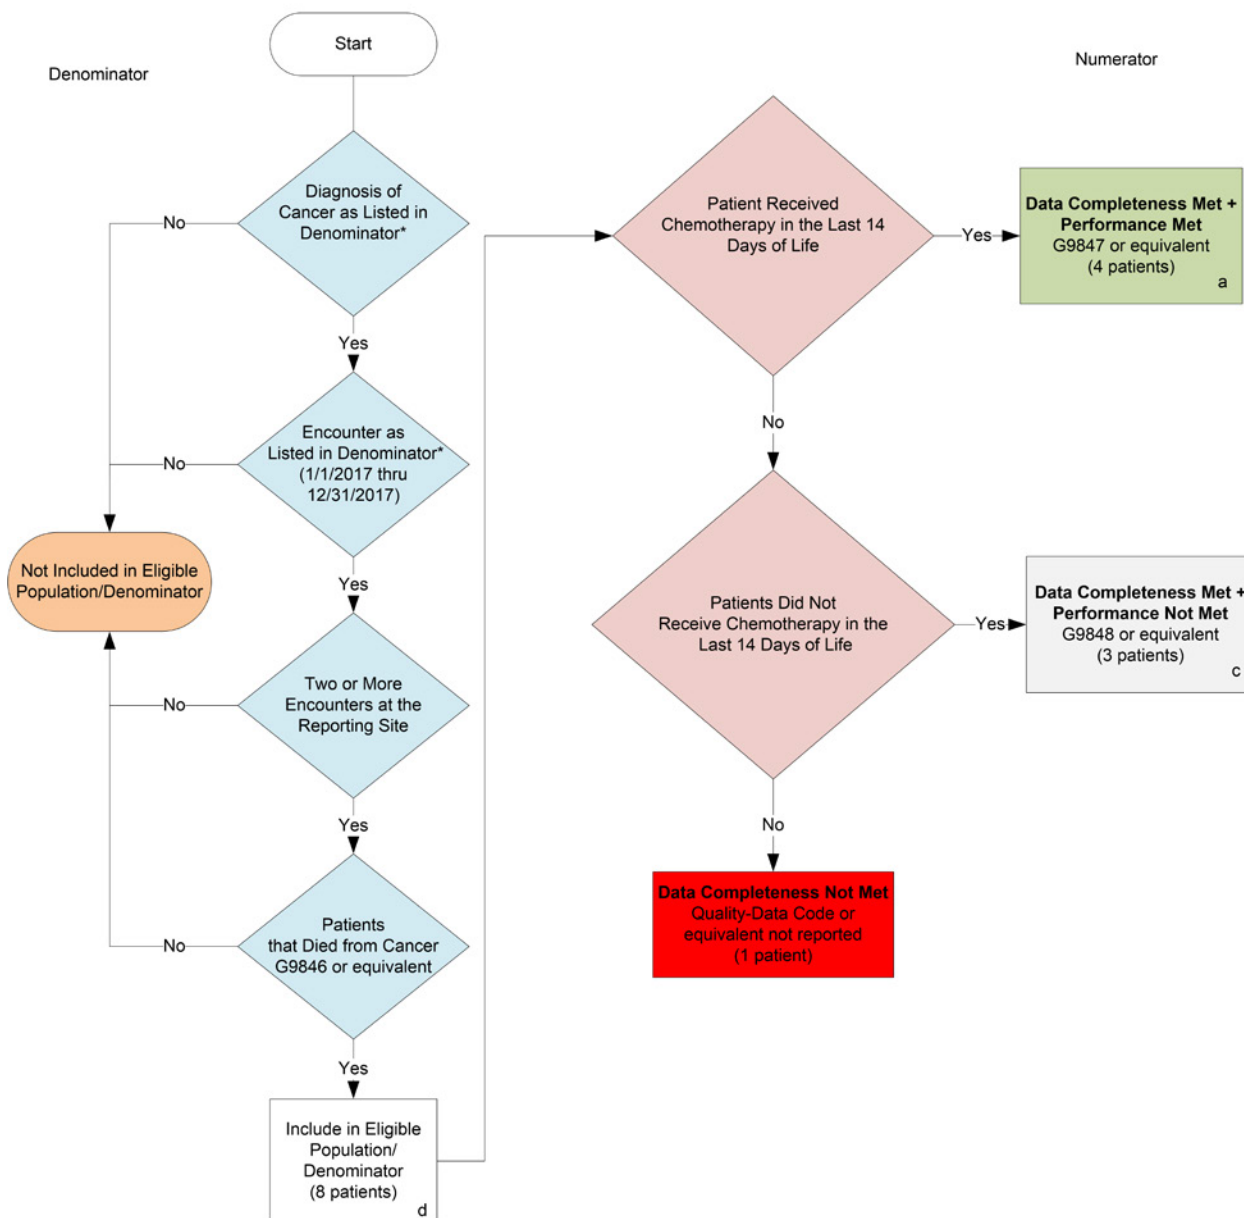 Start
Denominator
Numerator
Diagnosis of
Cancer as Listed in
Denominator*
No
Yes
Encounter as
Listed in Denominator*
(1/1/2017 thru
12/31/2017)
No
Yes
Not Included in Eligible
Population/Denominator
Two or More
Encounters at the
Reporting Site
No
Yes
Patients
that Died from Cancer
G9846 or equivalent
No
Yes
Include in Eligible
Population/
Denominator
(8 patients)
d
Patient Received
Chemotherapy in the Last 14
Days of Life
Yes
Data Completeness Met +
Performance Met
G9847 or equivalent
(4 patients)
a
No
Patients Did Not
Receive Chemotherapy in the
Last 14 Days of Life
Yes
Data Completeness Met +
Performance Not Met
G9848 or equivalent
(3 patients)
c
No
Data Completeness Not Met
Quality-Data Code or
equivalent not reported
(1 patient)